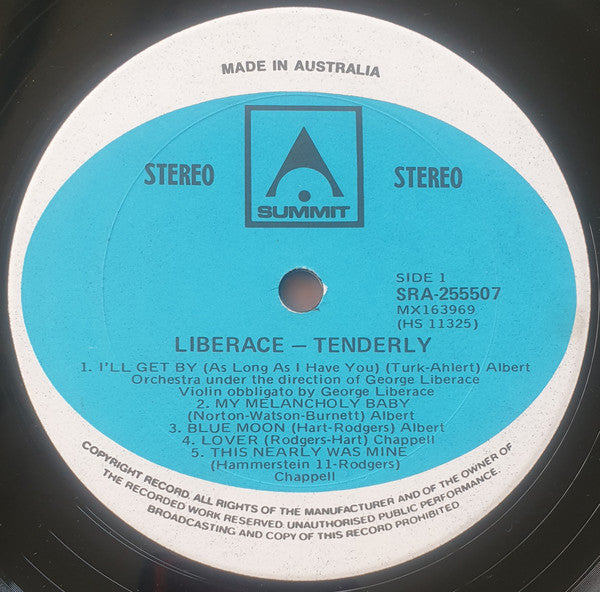 MADE IN AUSTRALIA
STEREO
STEREO
SUMMIT
SIDE 1
SRA-255507
MX163969
(HS 11325)
LIBERACE – TENDERLY
1. I'LL GET BY (As Long As I Have You) (Turk-Ahlert) Albert
Orchestra under the direction of George Liberace
Violin obbligato by George Liberace
2. MY MELANCHOLY BABY
(Norton-Watson-Burnett) Albert
3. BLUE MOON (Hart-Rodgers) Albert
4. LOVER (Rodgers-Hart) Chappell
5. THIS NEARLY WAS MINE
(Hammerstein 11-Rodgers)
Chappell
COPYRIGHT RECORD. ALL RIGHTS OF THE MANUFACTURER AND OF THE OWNER OF
THE RECORDED WORK RESERVED. UNAUTHORISED PUBLIC PERFORMANCE.
BROADCASTING AND COPY OF THIS RECORD PROHIBITED